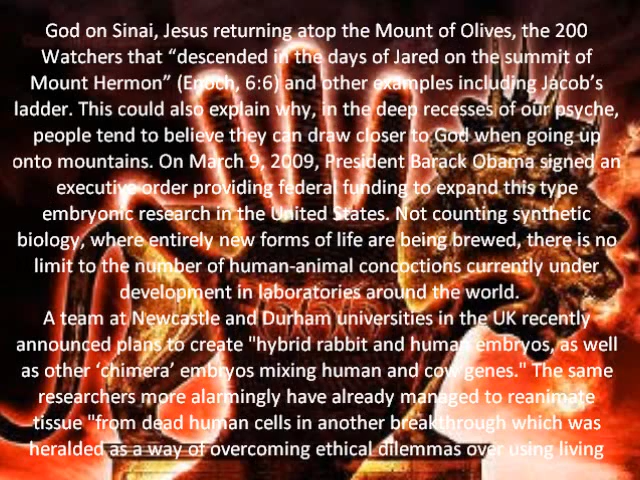 God on Sinai, Jesus returning atop the Mount of Olives, the 200
Watchers that “descended in the days of Jared on the summit of
Mount Hermon” (Enoch, 6:6) and other examples including Jacob’s
ladder. This could also explain why, in the deep recesses of our psyche,
people tend to believe they can draw closer to God when going up
onto mountains. On March 9, 2009, President Barack Obama signed an
executive order providing federal funding to expand this type
embryonic research in the United States. Not counting synthetic
biology, where entirely new forms of life are being brewed, there is no
limit to the number of human-animal concoctions currently under
development in laboratories around the world.
A team at Newcastle and Durham universities in the UK recently
announced plans to create "hybrid rabbit and human embryos, as well
as other ‘chimera’ embryos mixing human and cow genes." The same
researchers more alarmingly have already managed to reanimate
tissue "from dead human cells in another breakthrough which was
heralded as a way of overcoming ethical dilemmas over using living